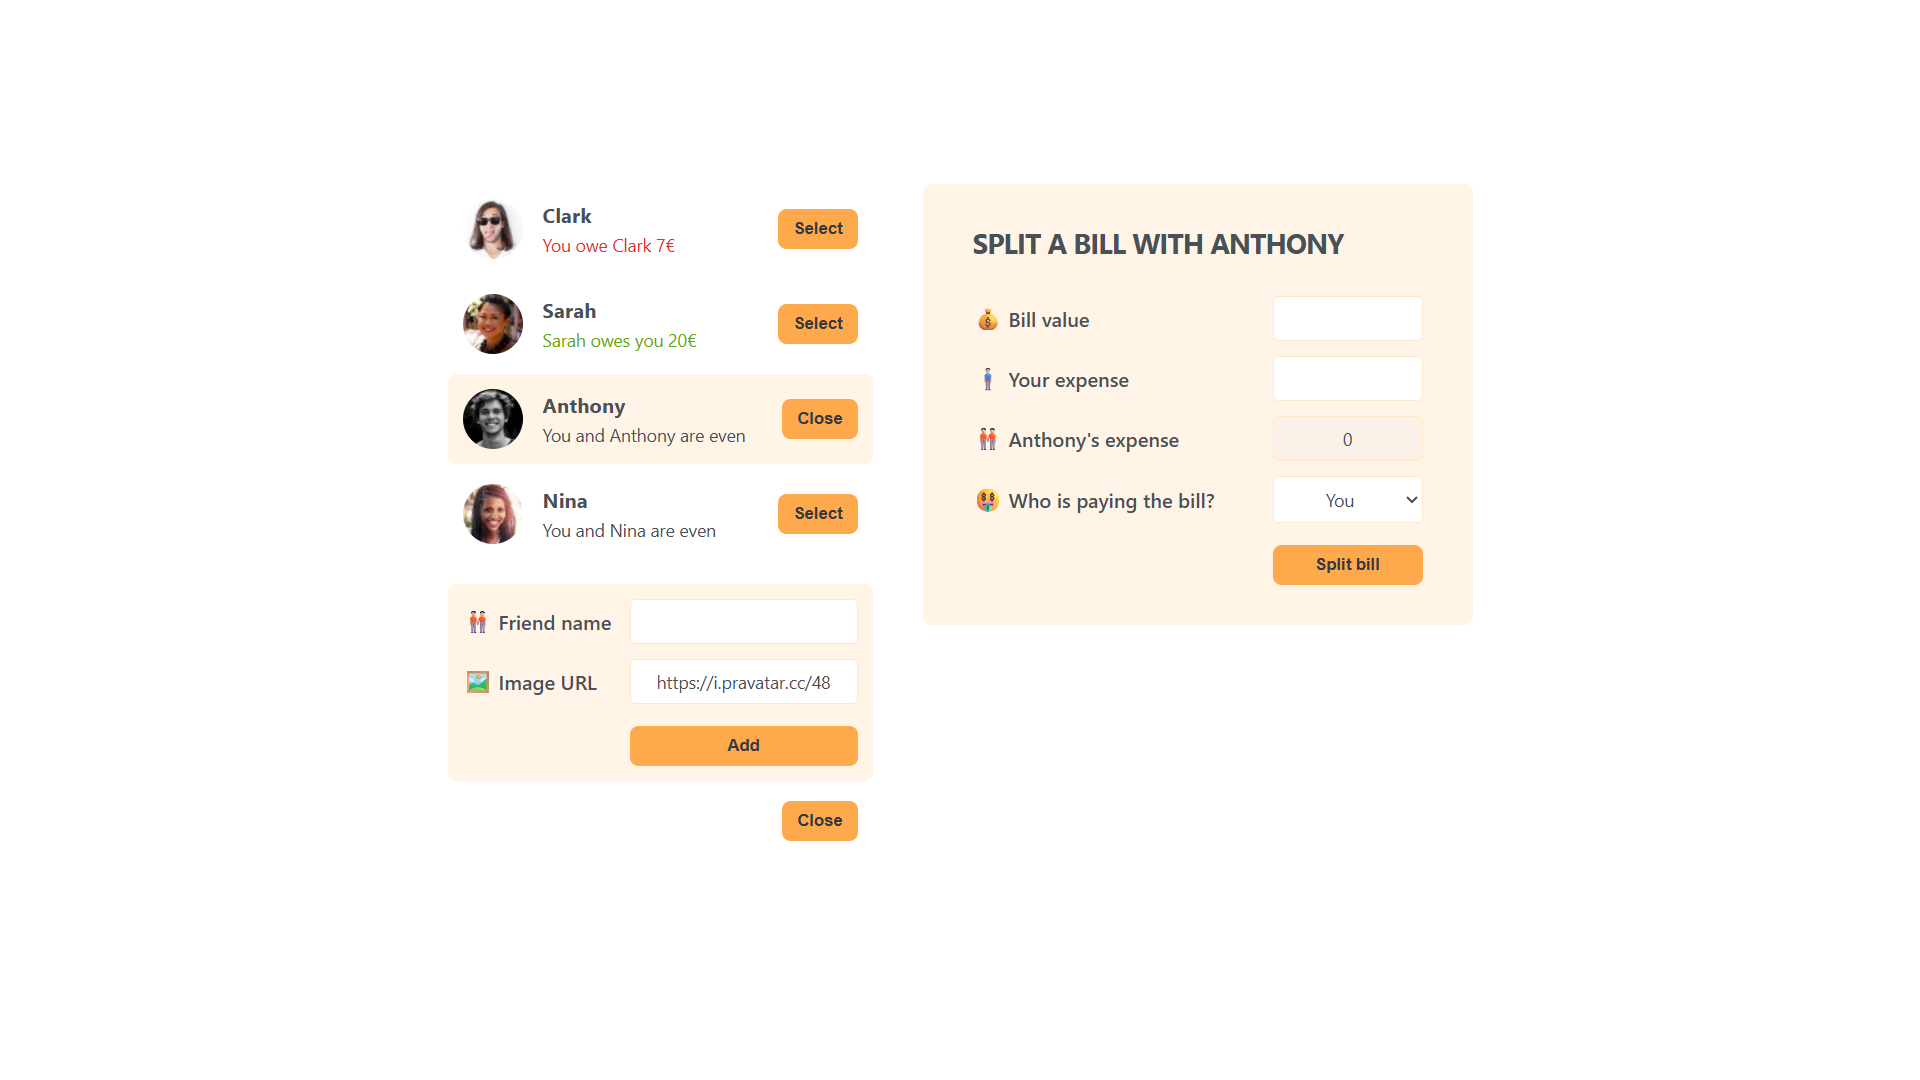 Clark
You owe Clark 7€
Select
Sarah
Sarah owes you 20€
Select
Anthony
You and Anthony are even
Close
Nina
You and Nina are even
Select
Friend name
Image URL
https://i.pravatar.cc/48
Add
Close
SPLIT A BILL WITH ANTHONY
Bill value
Your expense
Anthony's expense
0
Who is paying the bill?
You
Split bill